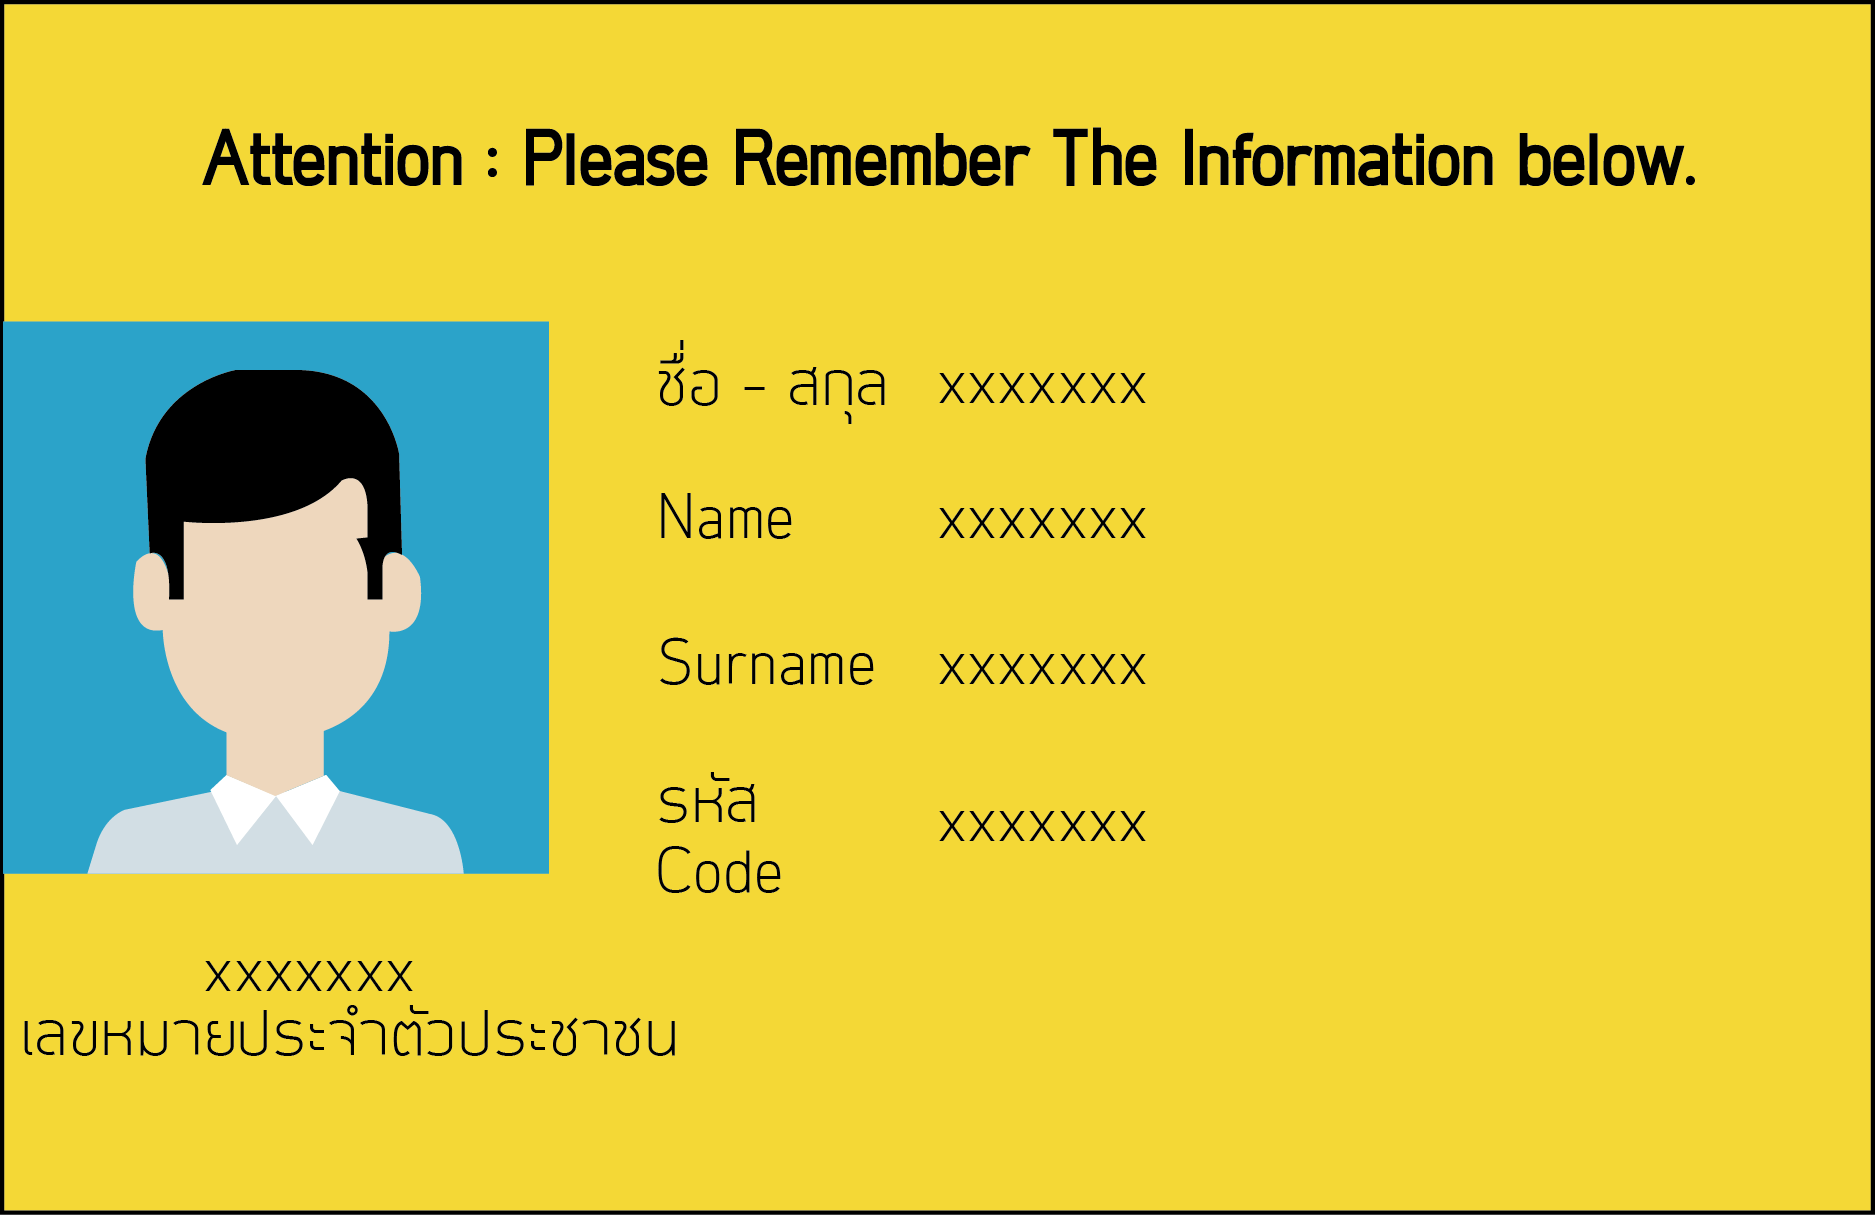 Attention : Please Remember The Information below.
ชื่อ - สกุล xxxxxxx
Name xxxxxxx
Surname xxxxxxx
รหัส
Code xxxxxxx
xxxxxxx
เลขหมายประจำตัวประชาชน